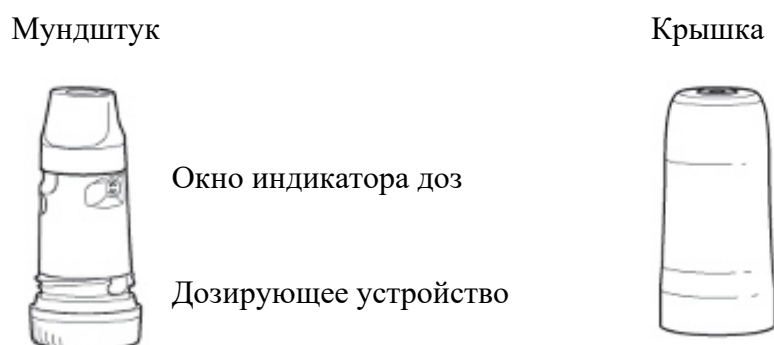 Мундштук
Крышка
Окно индикатора доз
Дозирующее устройство